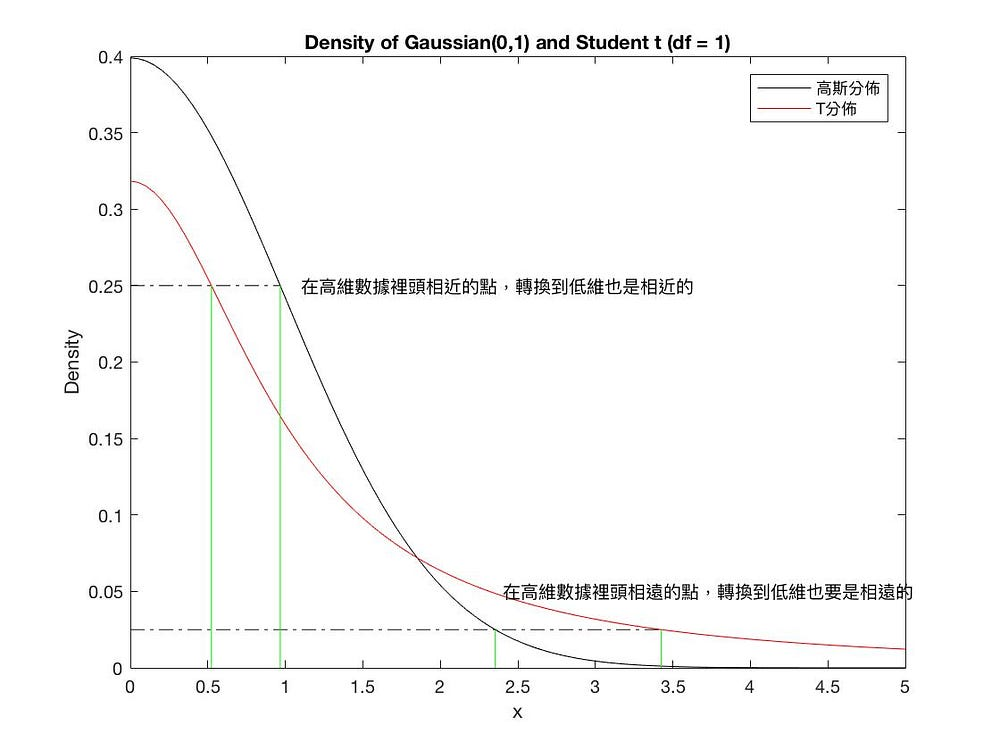 Density of Gaussian(0,1) and Student t (df = 1)
0.4
高斯分佈
T分佈
0.35
0.3
0.25
在高維數據裡頭相近的點，轉換到低維也是相近的
0.2
Density
0.15
0.1
0.05
在高維數據裡頭相遠的點，轉換到低維也要是相遠的
0
0 0.5 1 1.5 2 2.5 3 3.5 4 4.5 5
x